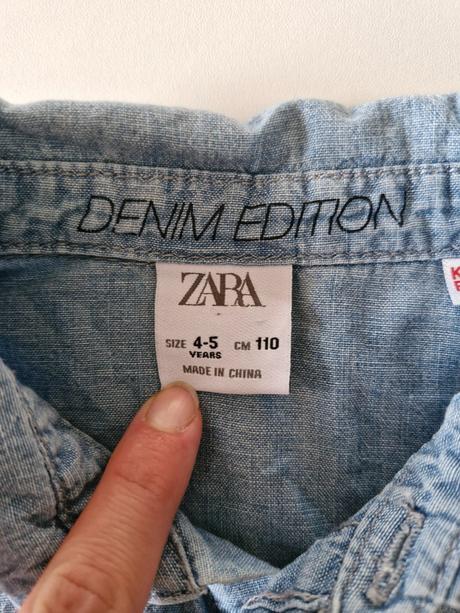 DENIM EDITION
ZARA
SIZE 4-5 YEARS CM 110
MADE IN CHINA